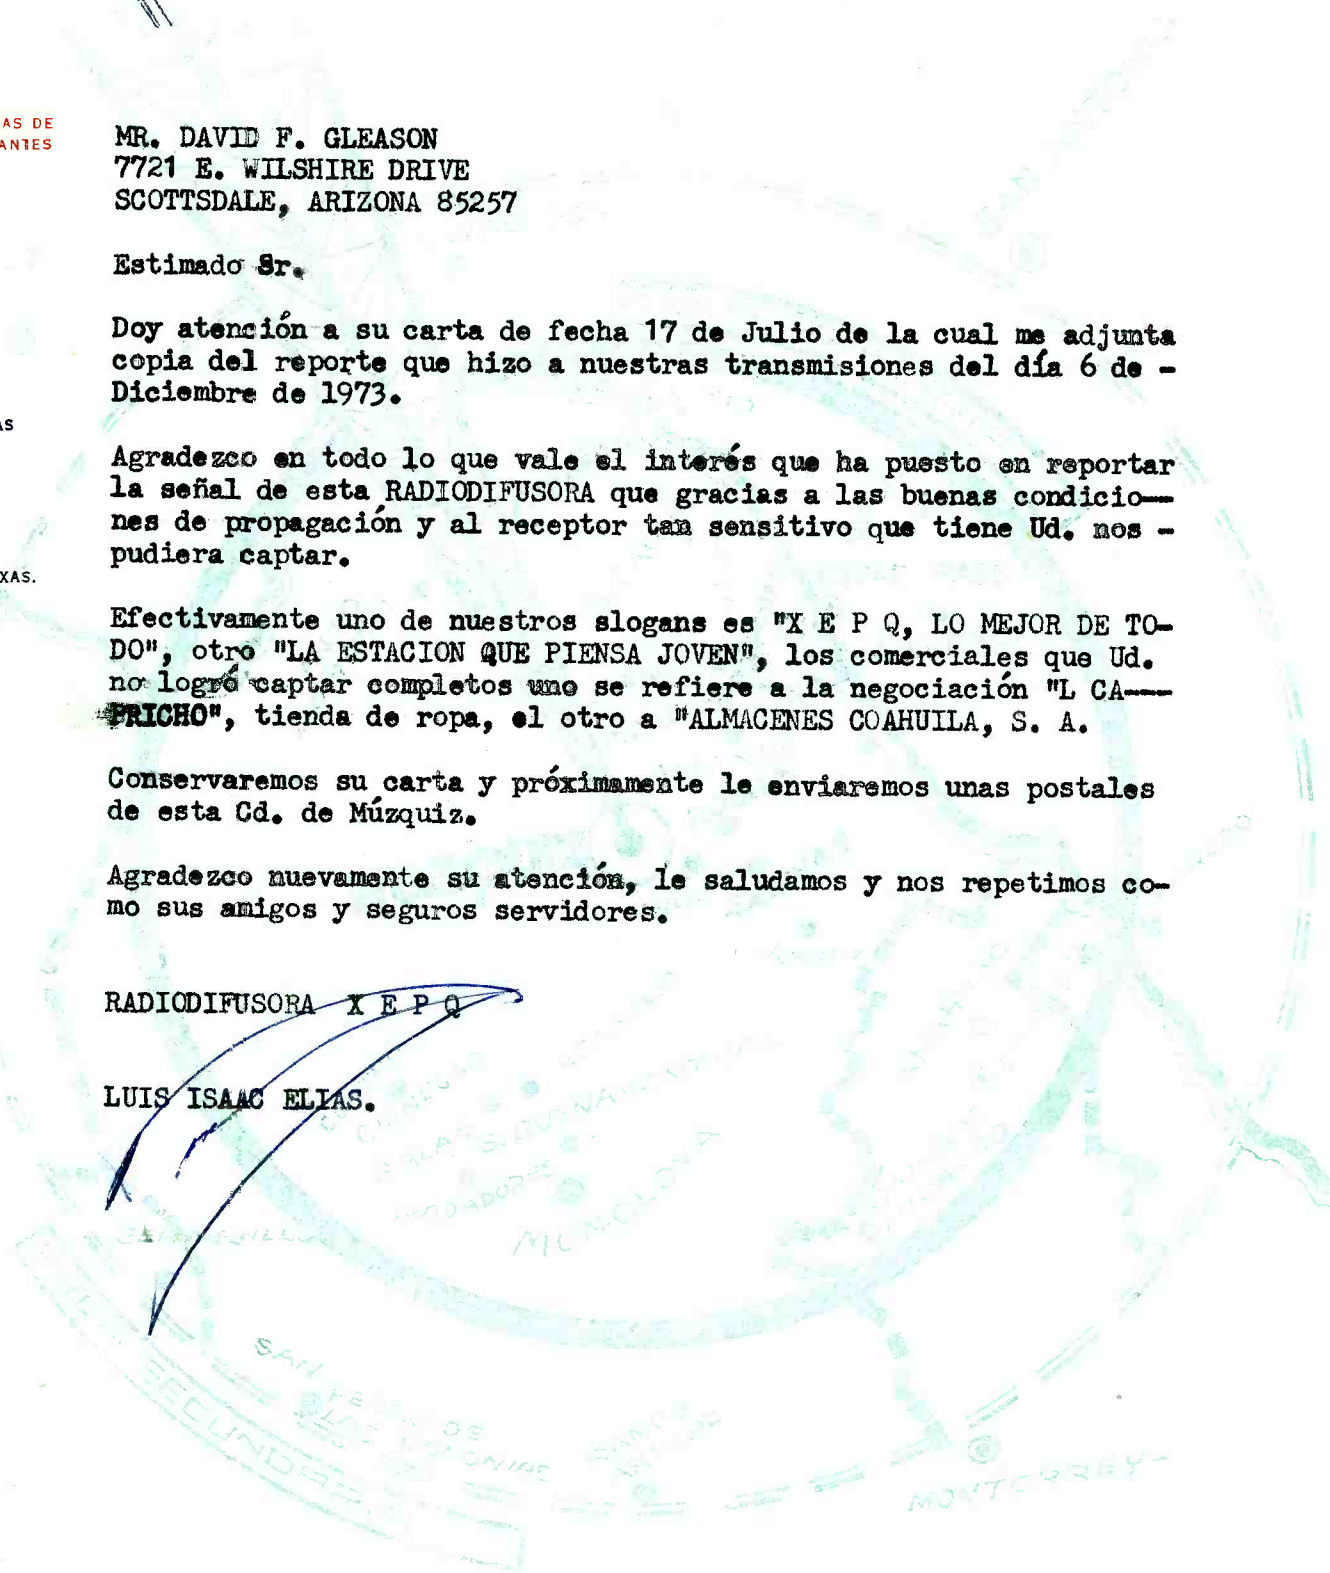 AS DE
ANTES
AS
XAS.
MR. DAVID F. GLEASON
7721 E. WILSHIRE DRIVE
SCOTTSDALE, ARIZONA 85257
Estimado Sr.
Doy atención a su carta de fecha 17 de Julio de la cual me adjunta
copia del reporte que hizo a nuestras transmisiones del día 6 de -
Diciembre de 1973.
Agradezco en todo lo que vale el interés que ha puesto en reportar
la señal de esta RADIODIFUSORA que gracias a las buenas condicio--
nes de propagación y al receptor tan sensitivo que tiene Ud. nos -
pudiera captar.
Efectivamente uno de nuestros slogans es "X E P Q, LO MEJOR DE TO-
DO", otro "LA ESTACION QUE PIENSA JOVEN", los comerciales que Ud.
no logró captar completos uno se refiere a la negociación "L CA---
PRICHO", tienda de ropa, el otro a "ALMACENES COAHUILA, S. A.
Conservaremos su carta y próximamente le enviaremos unas postales
de esta Cd. de Múzquiz.
Agradezco nuevamente su atención, le saludamos y nos repetimos co-
mo sus amigos y seguros servidores.
RADIODIFUSORA X E P Q
LUIS ISAAC ELIAS.
MONCLOVA
SAN PEDRO DE
LAS COLONIAS
MONTERREY